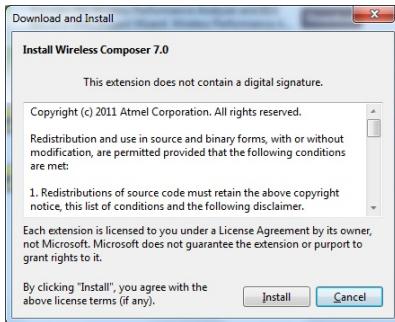 Download and Install
Install Wireless Composer 7.0
This extension does not contain a digital signature.
Copyright (c) 2011 Atmel Corporation. All rights reserved.
Redistribution and use in source and binary forms, with or without
modification, are permitted provided that the following conditions
are met:
1. Redistributions of source code must retain the above copyright
notice, this list of conditions and the following disclaimer.
Each extension is licensed to you under a License Agreement by its owner,
not Microsoft. Microsoft does not guarantee the extension or purport to
grant rights to it.
By clicking "Install", you agree with the
above license terms (if any).
Install
Cancel